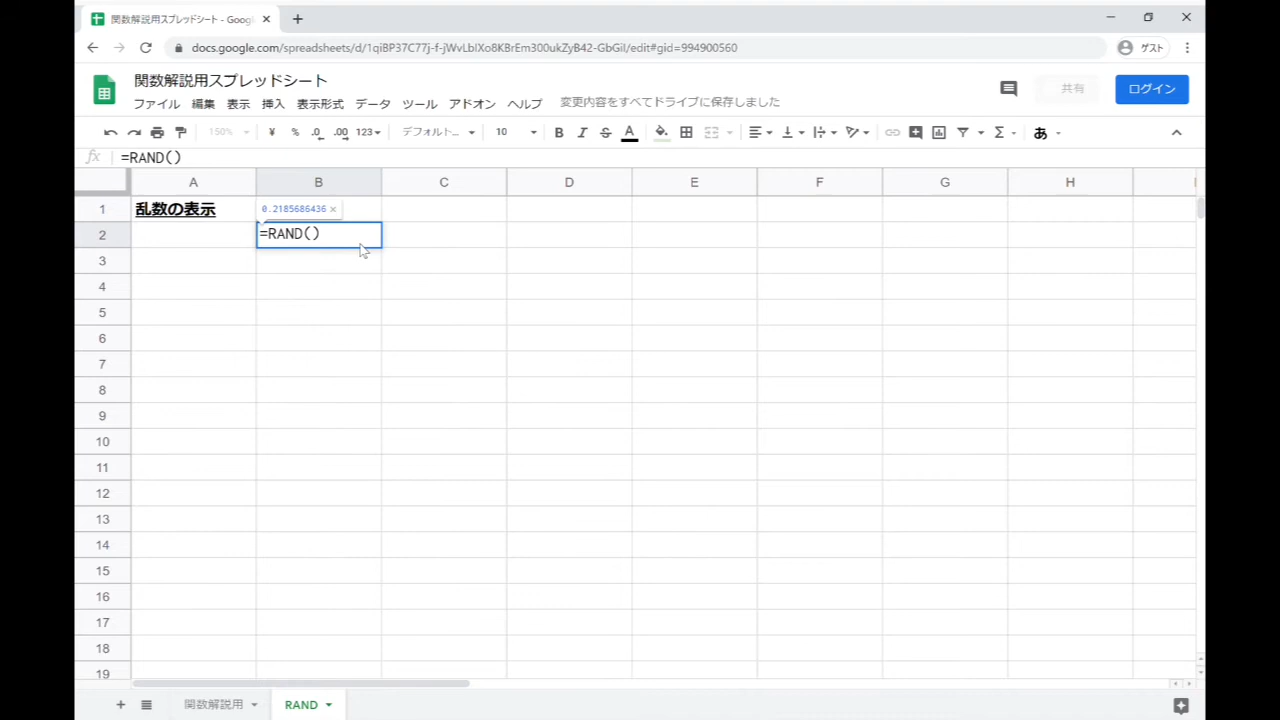 関数解説用スプレッドシート - Googl
docs.google.com/spreadsheets/d/1qiBP37C77j-f-jWvLbIXo8KBrEm300ukZyB42-GbGiI/edit#gid=994900560
ゲスト
関数解説用スプレッドシート
共有
ログイン
ファイル 編集 表示 挿入 表示形式 データ ツール アドオン ヘルプ 変更内容をすべてドライブに保存しました
150% ¥ % .0 .00 123 デフォルト... 10 B I S A Σ あ
fx =RAND()
A B C D E F G H
1 乱数の表示 0.2185686436 ×
2 =RAND()
3
4
5
6
7
8
9
10
11
12
13
14
15
16
17
18
19
+ 関数解説用 RAND